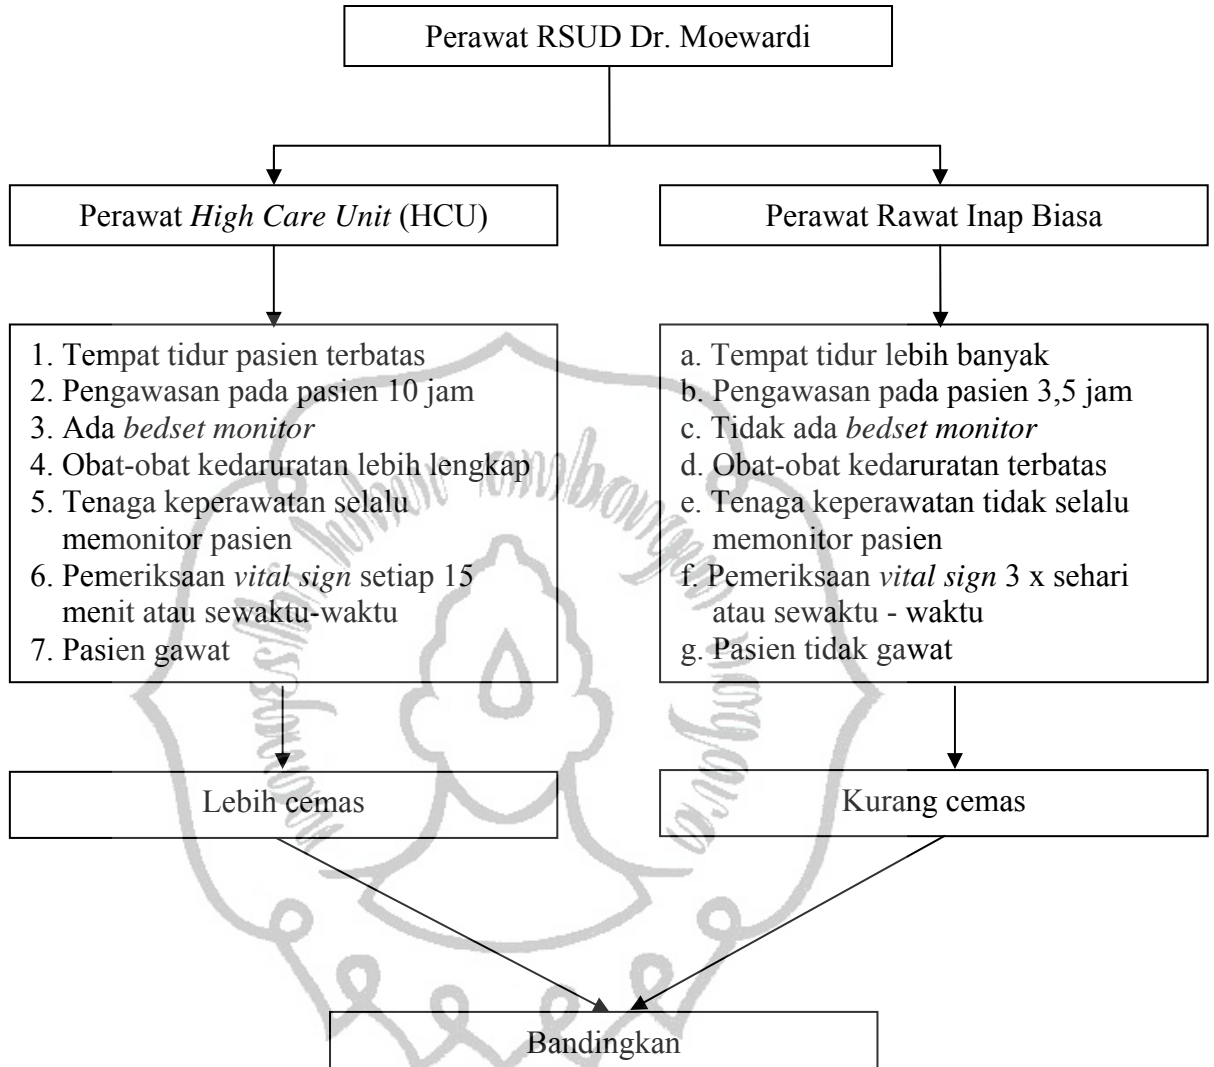 Perawat RSUD Dr. Moewardi
Perawat High Care Unit (HCU)
Perawat Rawat Inap Biasa
1. Tempat tidur pasien terbatas
2. Pengawasan pada pasien 10 jam
3. Ada bedset monitor
4. Obat-obat kedaruratan lebih lengkap
5. Tenaga keperawatan selalu
memonitor pasien
6. Pemeriksaan vital sign setiap 15
menit atau sewaktu-waktu
7. Pasien gawat
a. Tempat tidur lebih banyak
b. Pengawasan pada pasien 3,5 jam
c. Tidak ada bedset monitor
d. Obat-obat kedaruratan terbatas
e. Tenaga keperawatan tidak selalu
memonitor pasien
f. Pemeriksaan vital sign 3 x sehari
atau sewaktu - waktu
g. Pasien tidak gawat
Lebih cemas
Kurang cemas
Bandingkan